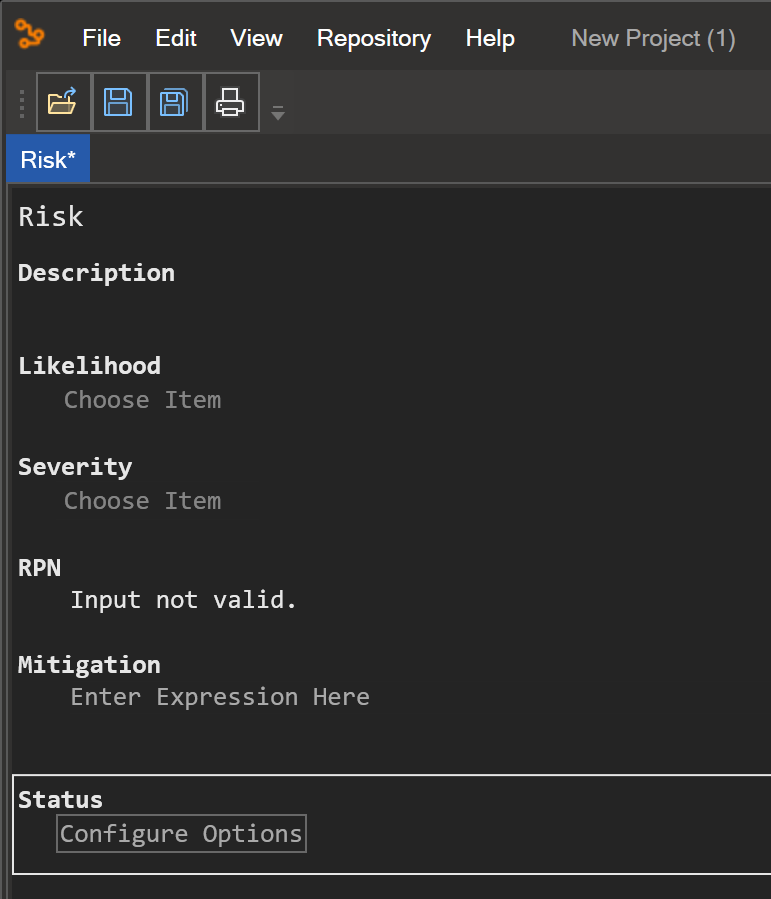 File Edit View Repository Help New Project (1)
Risk*
Risk
Description
Likelihood
Choose Item
Severity
Choose Item
RPN
Input not valid.
Mitigation
Enter Expression Here
Status
Configure Options